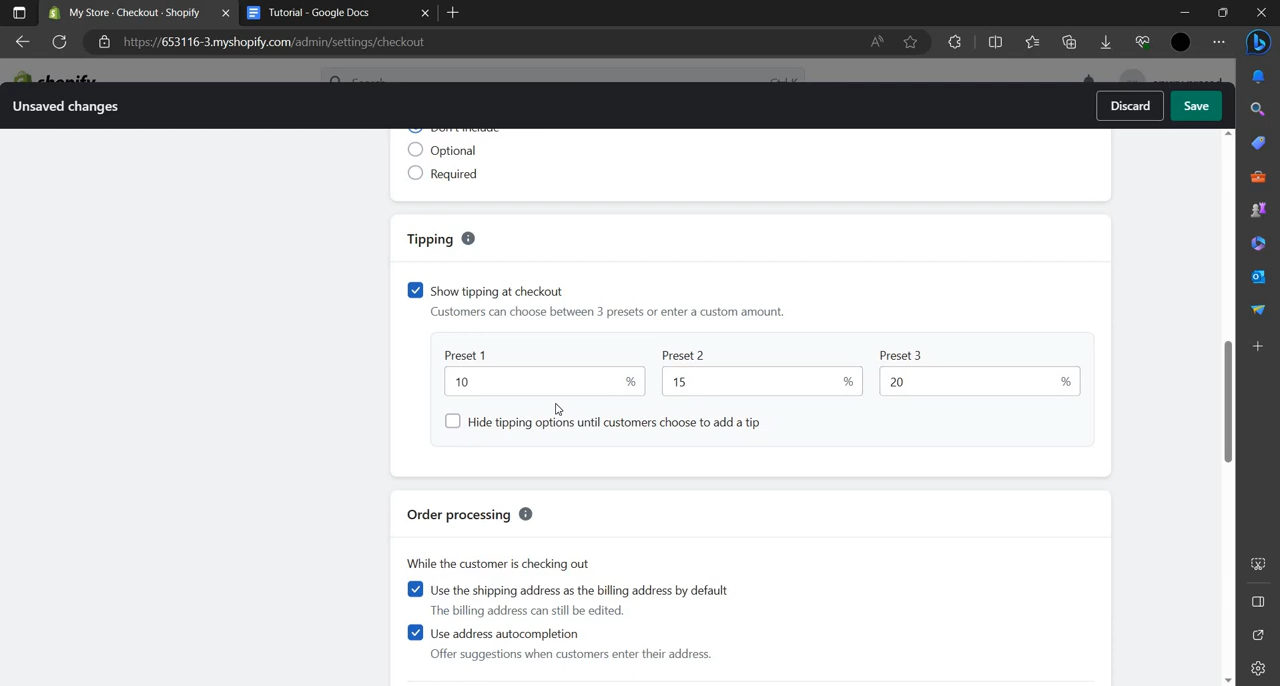 My Store · Checkout · Shopify
Tutorial - Google Docs
https://653116-3.myshopify.com/admin/settings/checkout
shopify
Search
Ctrl K
Unsaved changes
Discard
Save
Don't include
Optional
Required
Tipping
Show tipping at checkout
Customers can choose between 3 presets or enter a custom amount.
Preset 1
Preset 2
Preset 3
10 %
15 %
20 %
Hide tipping options until customers choose to add a tip
Order processing
While the customer is checking out
Use the shipping address as the billing address by default
The billing address can still be edited.
Use address autocompletion
Offer suggestions when customers enter their address.